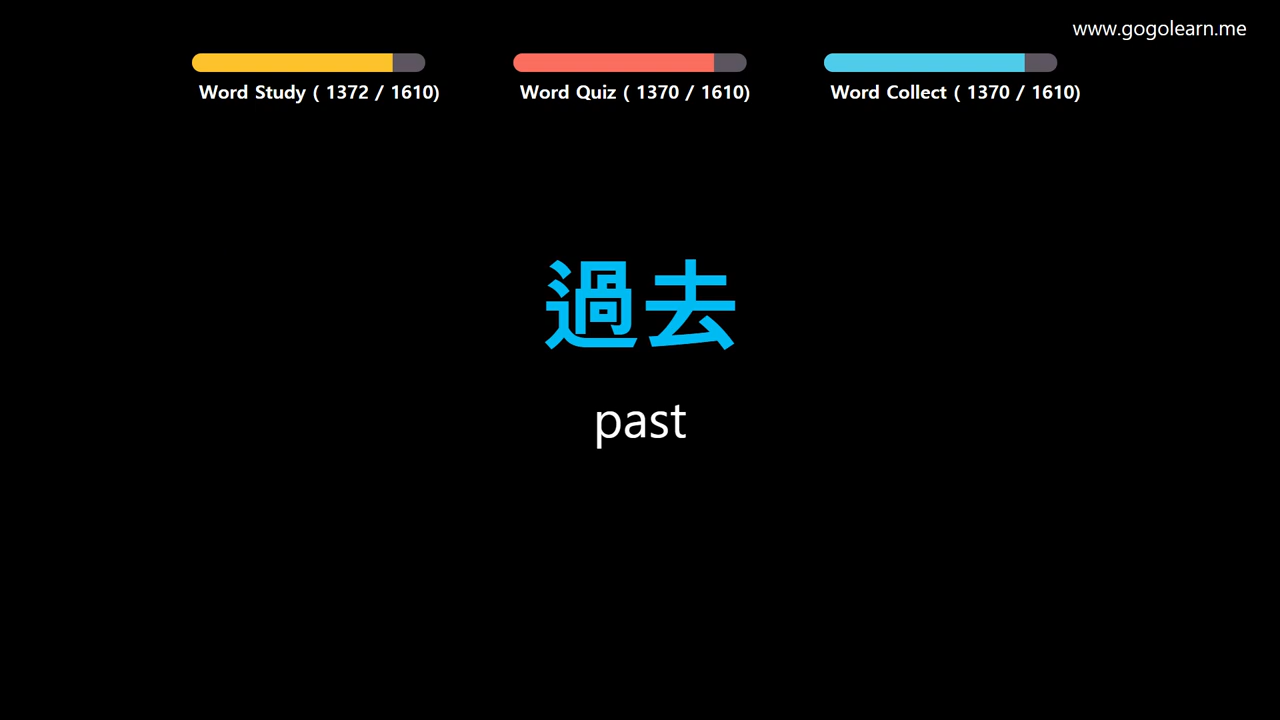 www.gogolearn.me
Word Study ( 1372 / 1610)
Word Quiz ( 1370 / 1610)
Word Collect ( 1370 / 1610)
過去
past